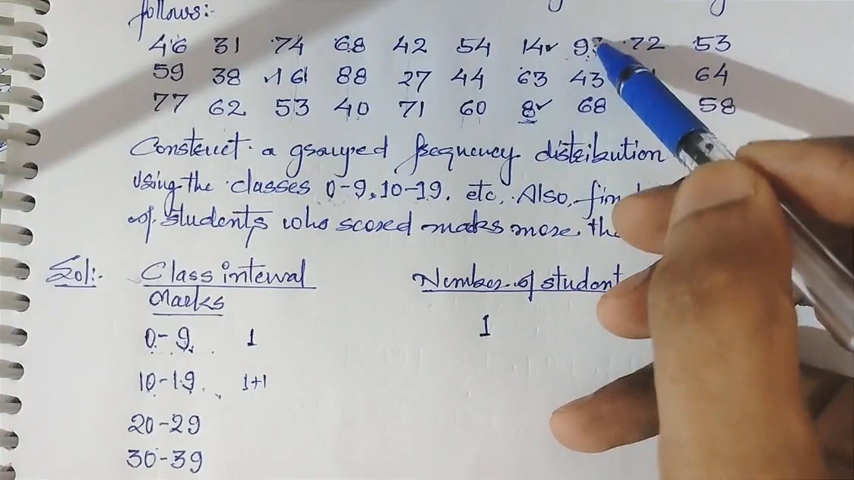 follows:-
46 31 74 68 42 54 14✓ 93 72 53
59 38 ✓16 88 27 44 63 43 64
77 62 53 40 71 60 8✓ 68 58
Construct a grouped frequency distribution
using the classes 0-9, 10-19. etc. Also, find
of students who scored maks more
Sol:- Class interval Number of student
Marks
0-9 1 1
10-19 1+1
20-29
30-39